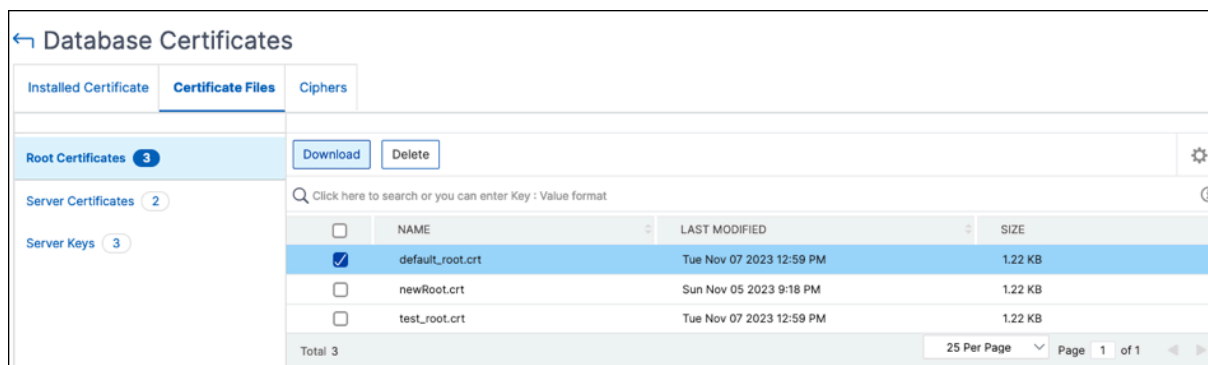 Database Certificates
Installed Certificate Certificate Files Ciphers
Root Certificates 3
Server Certificates 2
Server Keys 3
Download Delete
Click here to search or you can enter Key : Value format
NAME LAST MODIFIED SIZE
default_root.crt Tue Nov 07 2023 12:59 PM 1.22 KB
newRoot.crt Sun Nov 05 2023 9:18 PM 1.22 KB
test_root.crt Tue Nov 07 2023 12:59 PM 1.22 KB
Total 3 25 Per Page Page 1 of 1